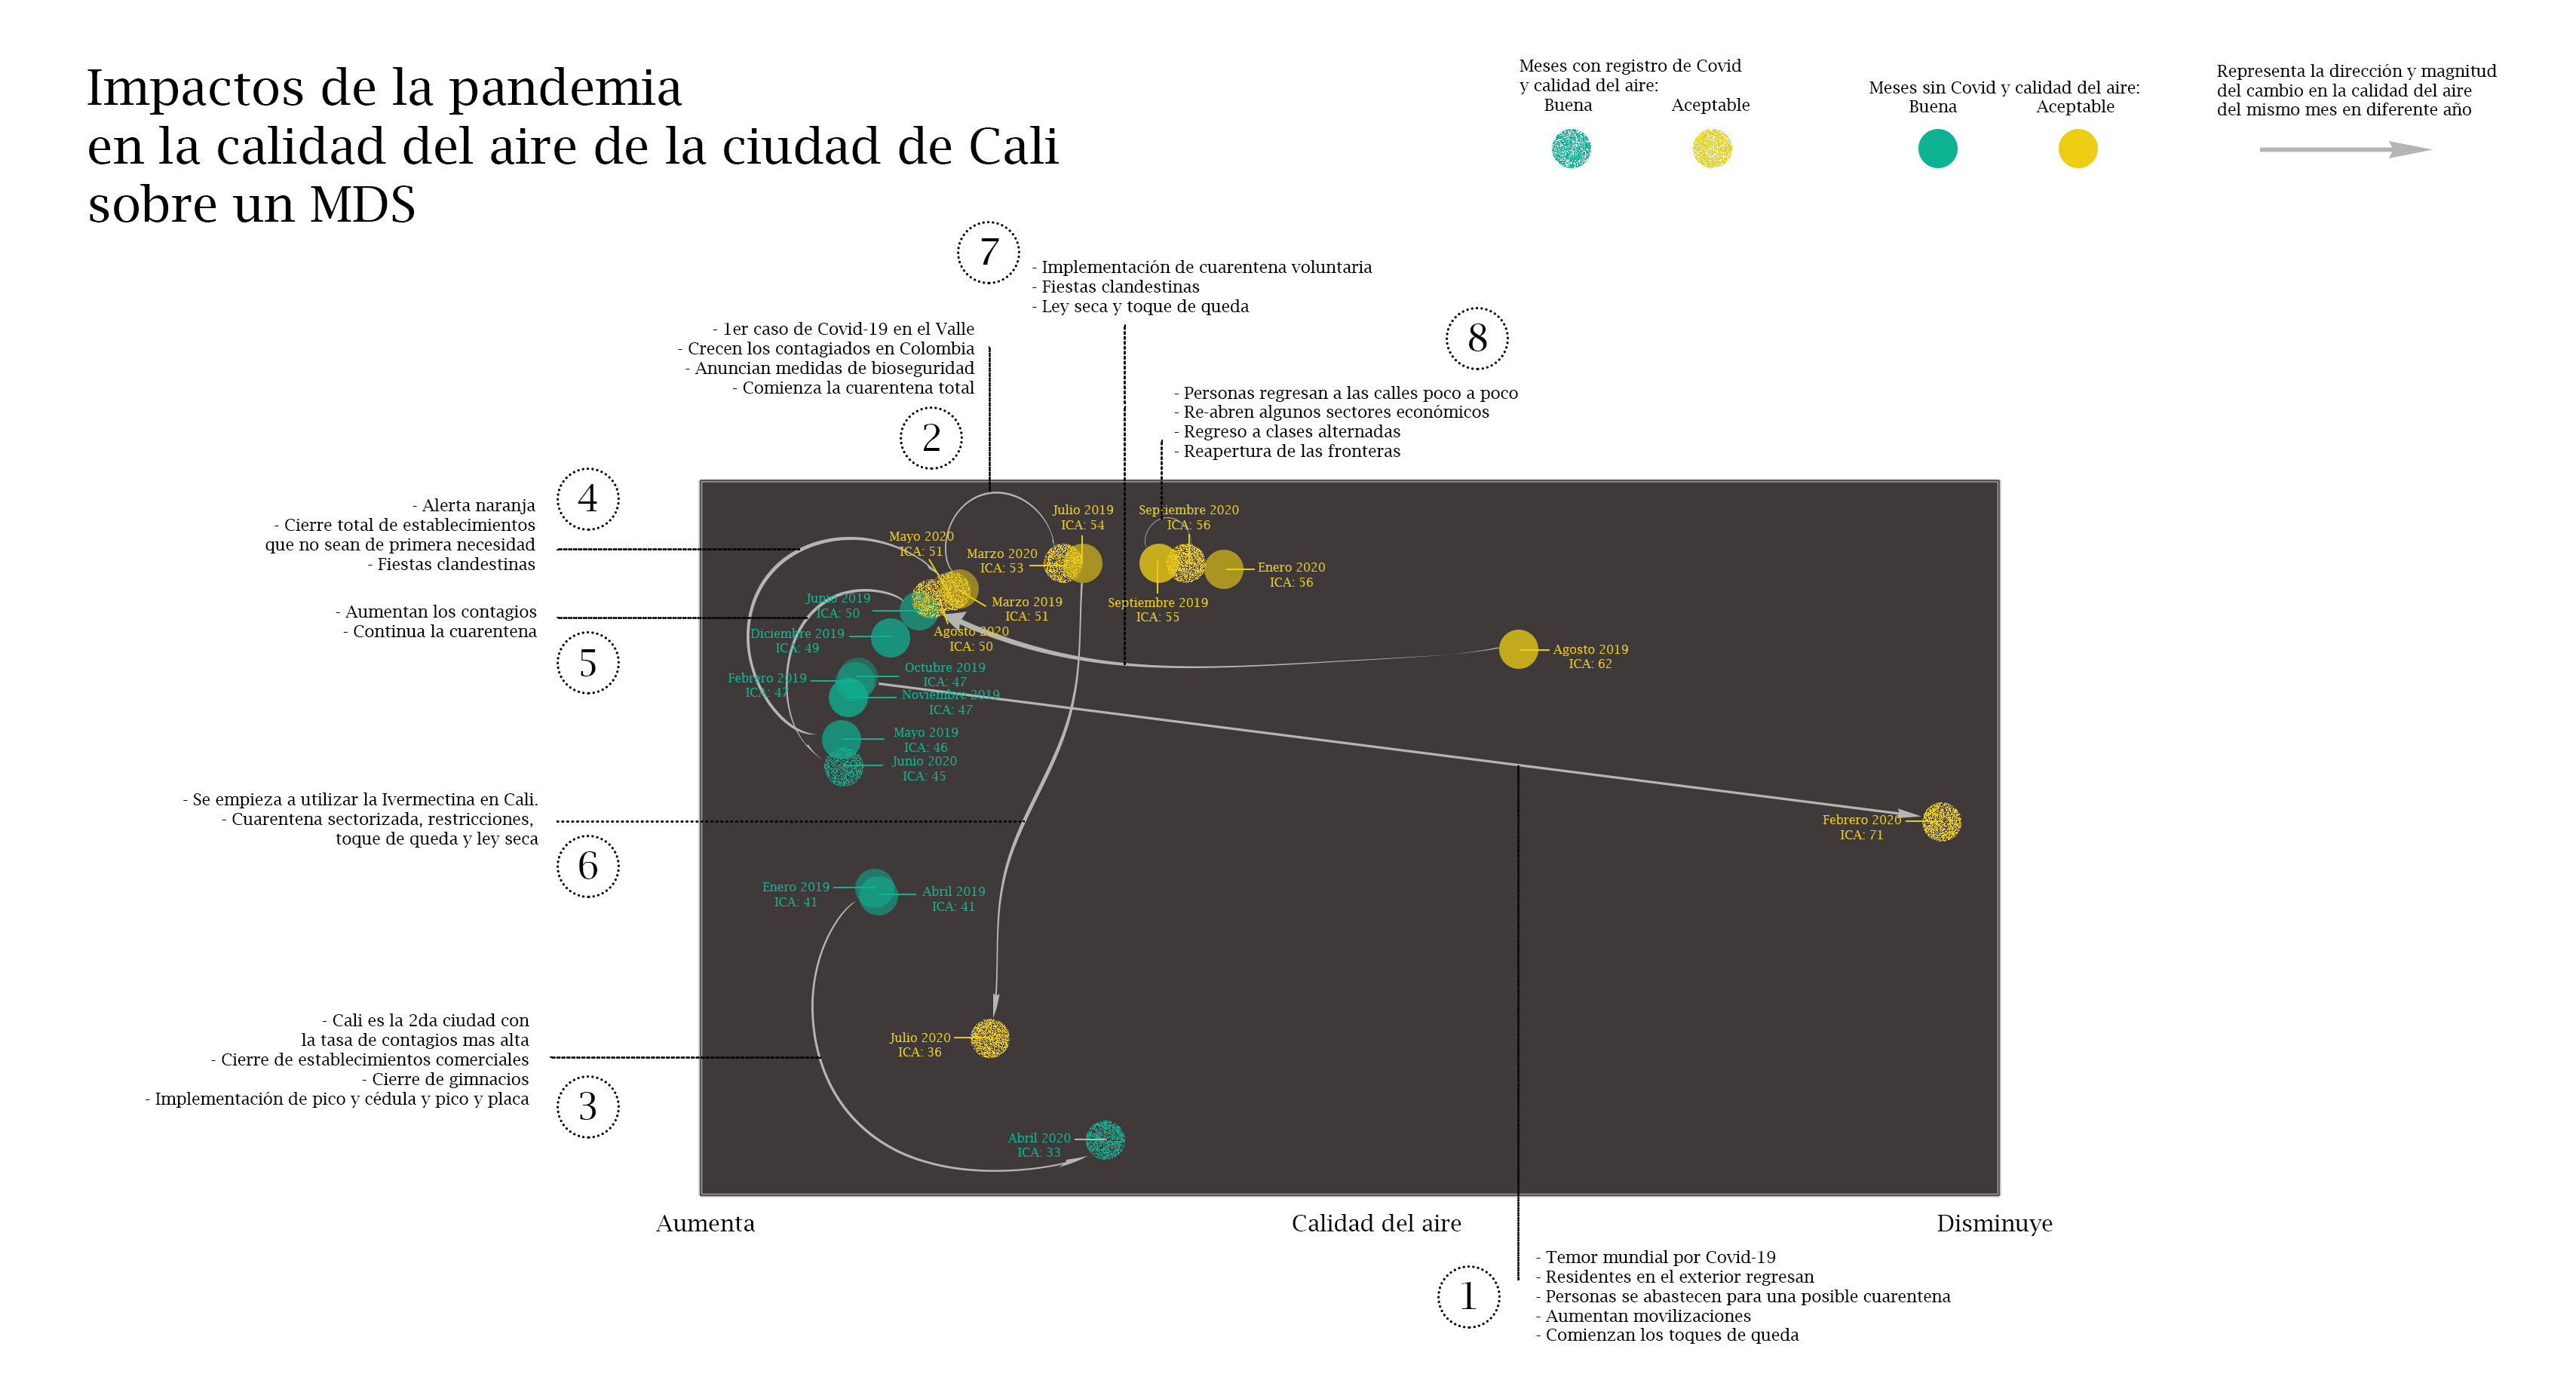 Impactos de la pandemia
en la calidad del aire de la ciudad de Cali
sobre un MDS
Meses con registro de Covid
y calidad del aire:
Buena
Aceptable
Meses sin Covid y calidad del aire:
Buena
Aceptable
Representa la dirección y magnitud
del cambio en la calidad del aire
del mismo mes en diferente año
7
- Implementación de cuarentena voluntaria
- Fiestas clandestinas
- Ley seca y toque de queda
- 1er caso de Covid-19 en el Valle
- Crecen los contagiados en Colombia
- Anuncian medidas de bioseguridad
- Comienza la cuarentena total
2
8
- Personas regresan a las calles poco a poco
- Re-abren algunos sectores económicos
- Regreso a clases alternadas
- Reapertura de las fronteras
4
- Alerta naranja
- Cierre total de establecimientos
que no sean de primera necesidad
- Fiestas clandestinas
- Aumentan los contagios
- Continua la cuarentena
5
- Se empieza a utilizar la Ivermectina en Cali.
- Cuarentena sectorizada, restricciones,
toque de queda y ley seca
6
- Cali es la 2da ciudad con
la tasa de contagios mas alta
- Cierre de establecimientos comerciales
- Cierre de gimnacios
- Implementación de pico y cédula y pico y placa
3
Julio 2019
ICA: 54
Septiembre 2020
ICA: 56
Mayo 2020
ICA: 51
Marzo 2020
ICA: 53
Enero 2020
ICA: 56
Junio 2019
ICA: 50
Marzo 2019
ICA: 51
Septiembre 2019
ICA: 55
Diciembre 2019
ICA: 49
Agosto 2020
ICA: 50
Agosto 2019
ICA: 62
Octubre 2019
ICA: 47
Febrero 2019
ICA: 47
Noviembre 2019
ICA: 47
Mayo 2019
ICA: 46
Junio 2020
ICA: 45
Febrero 2020
ICA: 71
Enero 2019
ICA: 41
Abril 2019
ICA: 41
Julio 2020
ICA: 36
Abril 2020
ICA: 33
Aumenta
Calidad del aire
Disminuye
1
- Temor mundial por Covid-19
- Residentes en el exterior regresan
- Personas se abastecen para una posible cuarentena
- Aumentan movilizaciones
- Comienzan los toques de queda